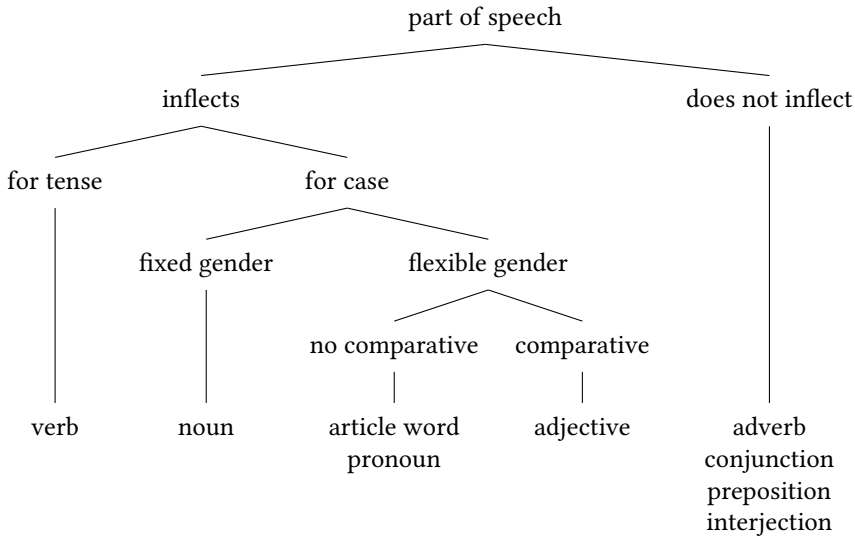 part of speech
inflects
does not inflect
for tense
for case
fixed gender
flexible gender
no comparative
comparative
verb
noun
article word
pronoun
adjective
adverb
conjunction
preposition
interjection